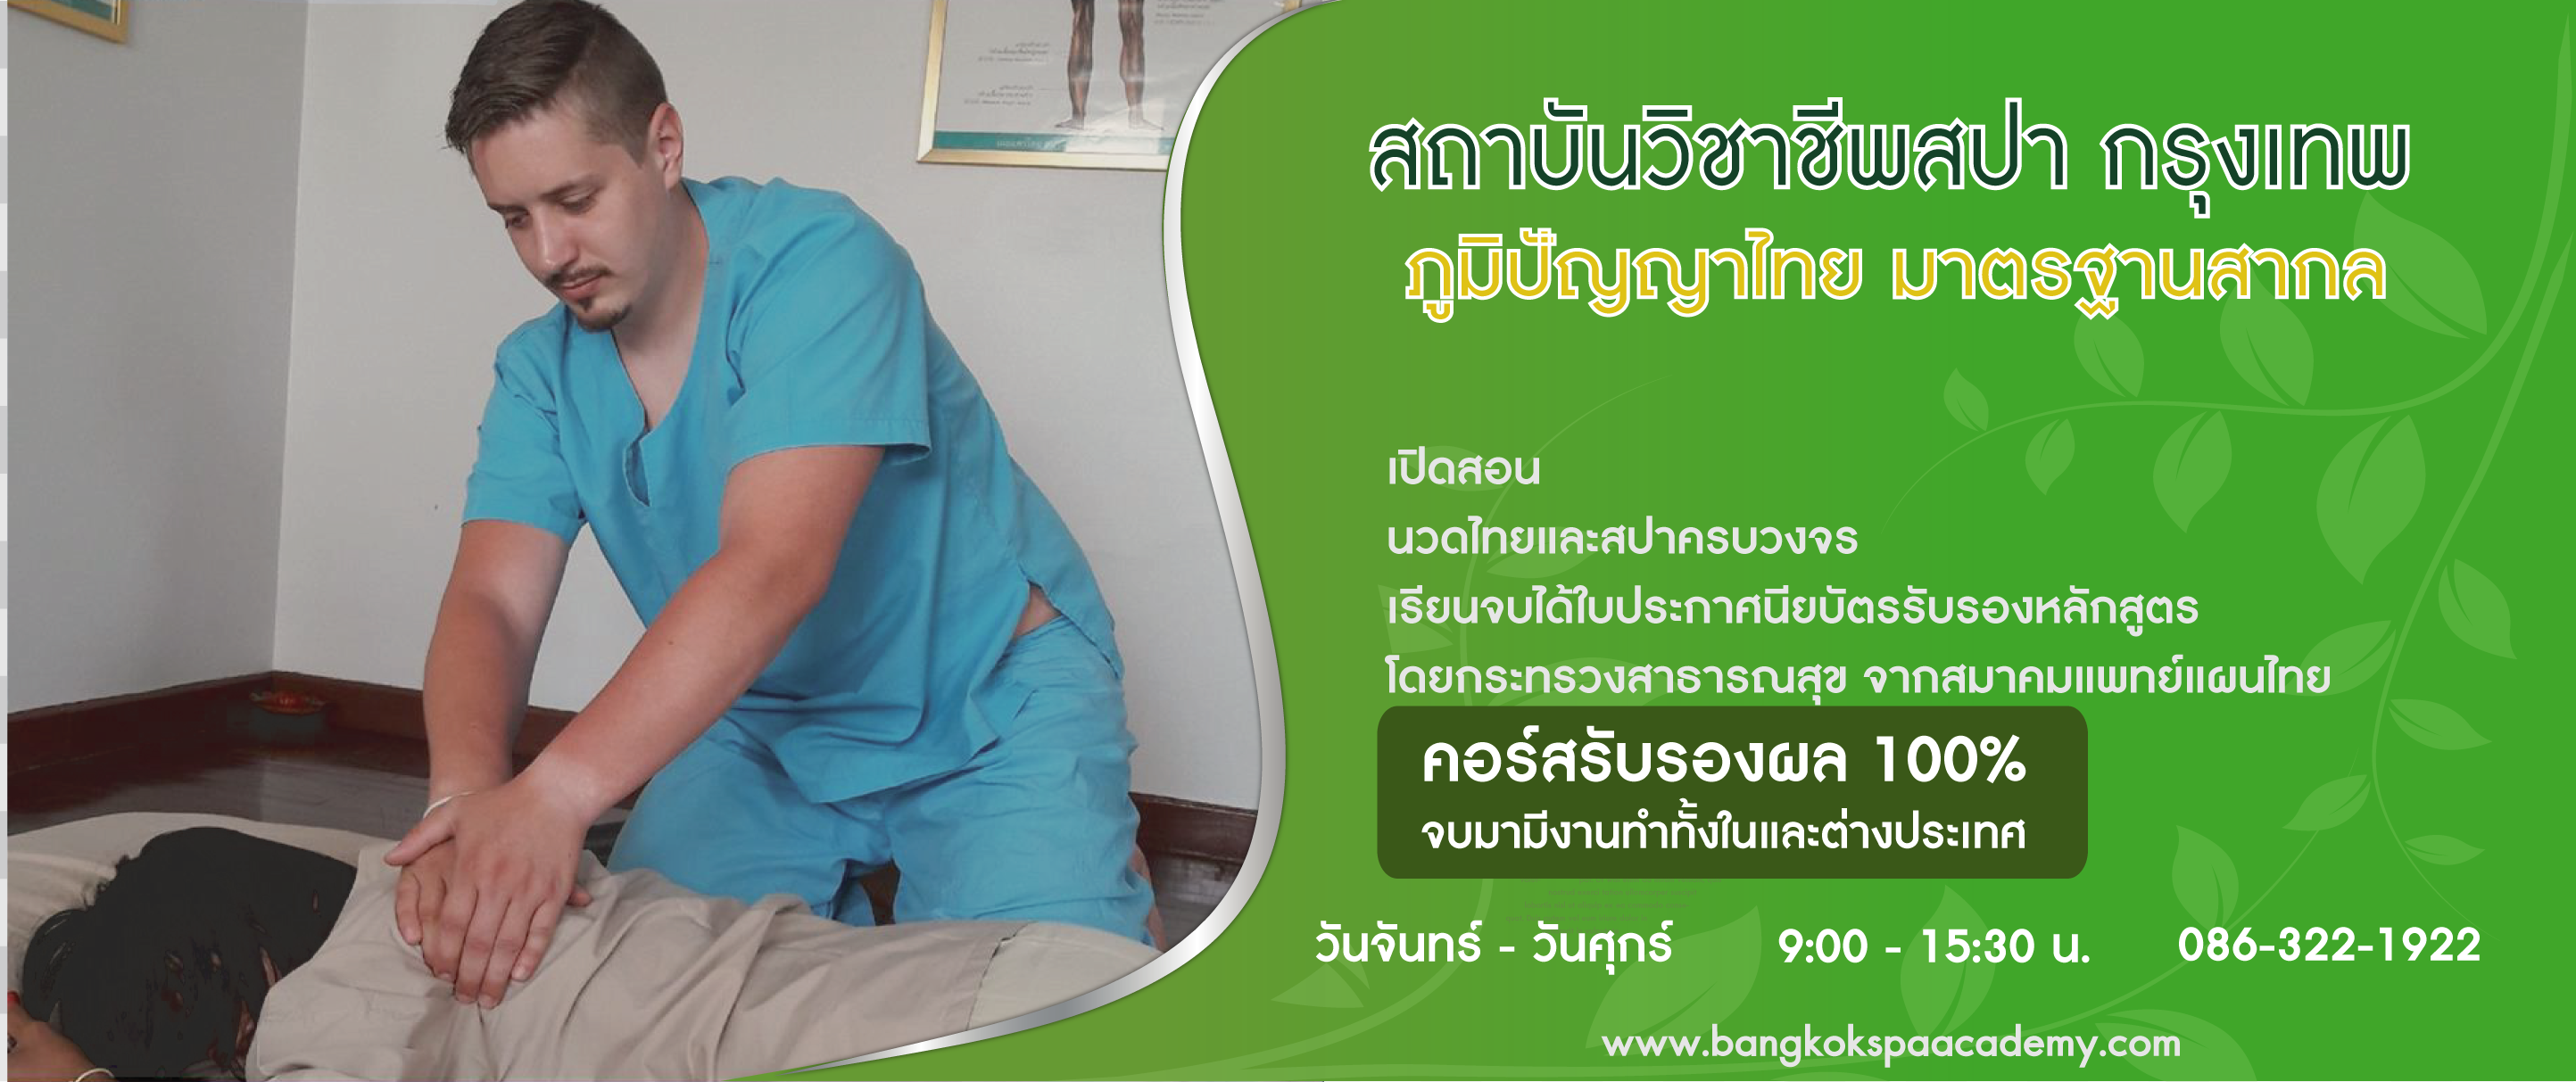 สถาบันวิชาชีพสปา กรุงเทพ
ภูมิปัญญาไทย มาตรฐานสากล
เปิดสอน
นวดไทยและสปาครบวงจร
เรียนจบได้ใบประกาศนียบัตรรับรองหลักสูตร
โดยกระทรวงสาธารณสุข จากสมาคมแพทย์แผนไทย
คอร์สรับรองผล 100%
จบมามีงานทำทั้งในและต่างประเทศ
วันจันทร์ - วันศุกร์ 9:00 - 15:30 น. 086-322-1922
www.bangkokspaacademy.com